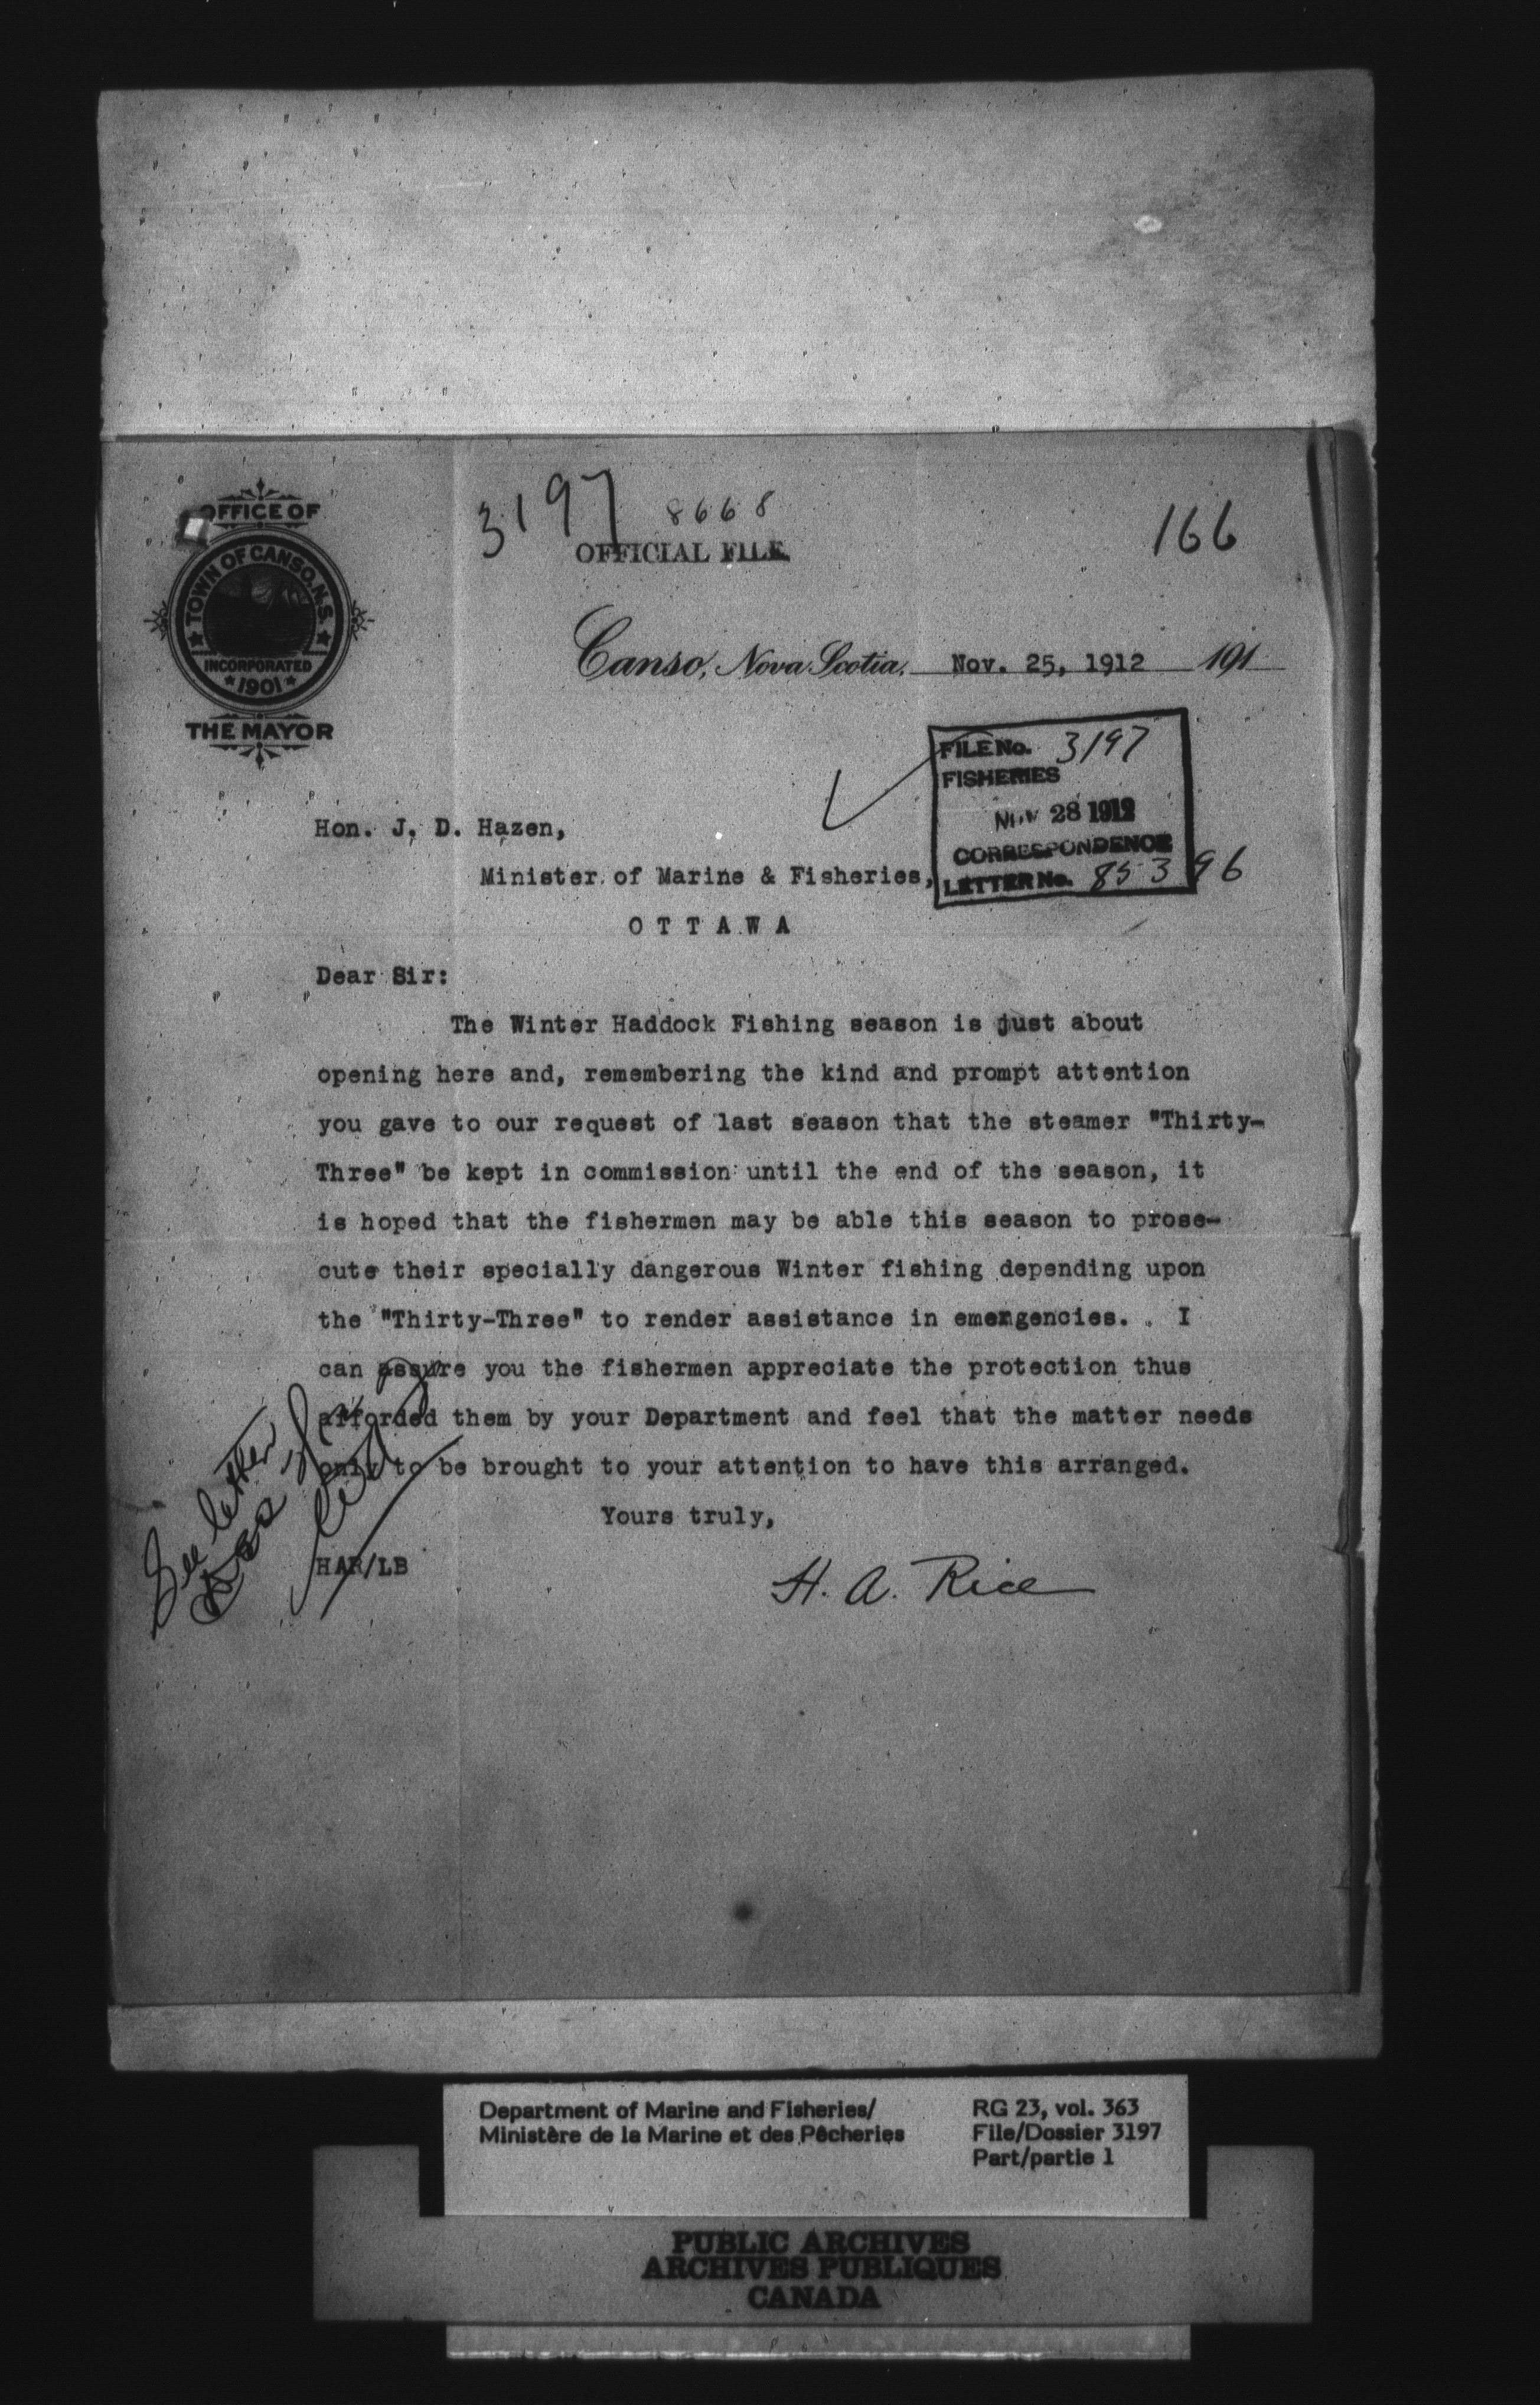 3197 8668
166
OFFICIAL FILE
OFFICE OF
TOWN OF CANSO, N.S.
INCORPORATED
1901
THE MAYOR
Canso, Nova Scotia, Nov. 25, 1912 191
FILE No. 3197
FISHERIES
NOV 28 1912
CORRESPONDENCE
LETTER No. 85396
Hon. J. D. Hazen,
Minister of Marine & Fisheries,
O T T A W A
Dear Sir:
The Winter Haddock Fishing season is just about
opening here and, remembering the kind and prompt attention
you gave to our request of last season that the steamer "Thirty-
Three" be kept in commission until the end of the season, it
is hoped that the fishermen may be able this season to prose-
cute their specially dangerous Winter fishing depending upon
the "Thirty-Three" to render assistance in emergencies. I
can assure you the fishermen appreciate the protection thus
afforded them by your Department and feel that the matter needs
only to be brought to your attention to have this arranged.
Yours truly,
HAR/LB
H. A. Rice
See letter
Department of Marine and Fisheries/
Ministère de la Marine et des Pêcheries
RG 23, vol. 363
File/Dossier 3197
Part/partie 1
PUBLIC ARCHIVES
ARCHIVES PUBLIQUES
CANADA